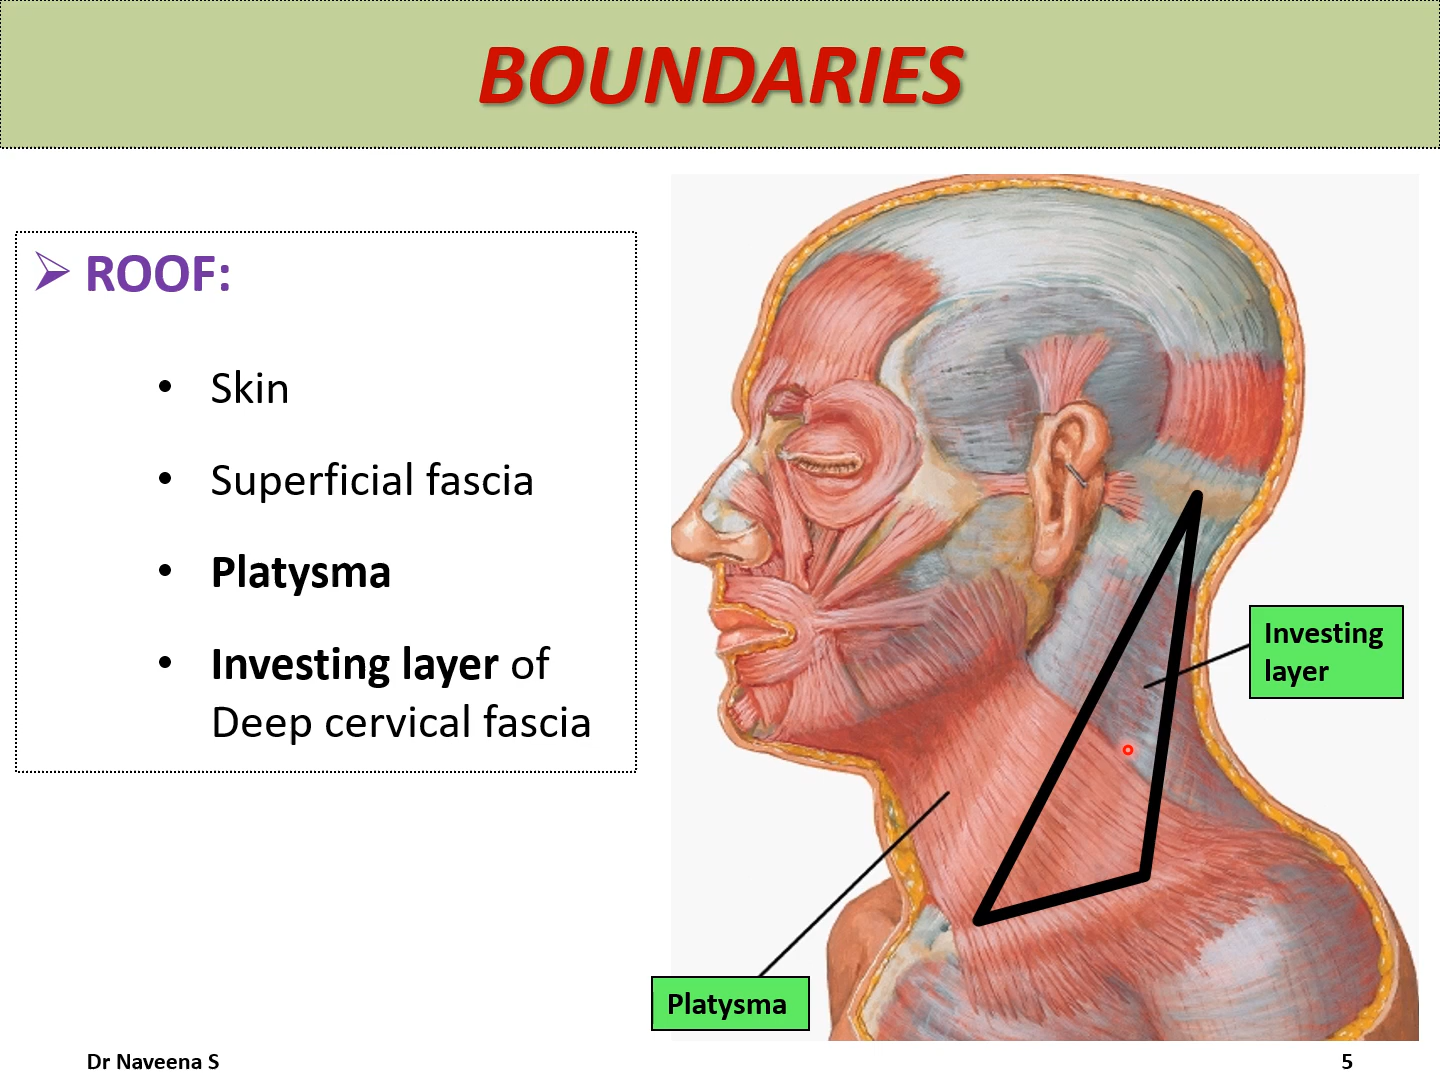 BOUNDARIES
➢ ROOF:
• Skin
• Superficial fascia
• Platysma
• Investing layer of
Deep cervical fascia
Investing
layer
Platysma
Dr Naveena S
5